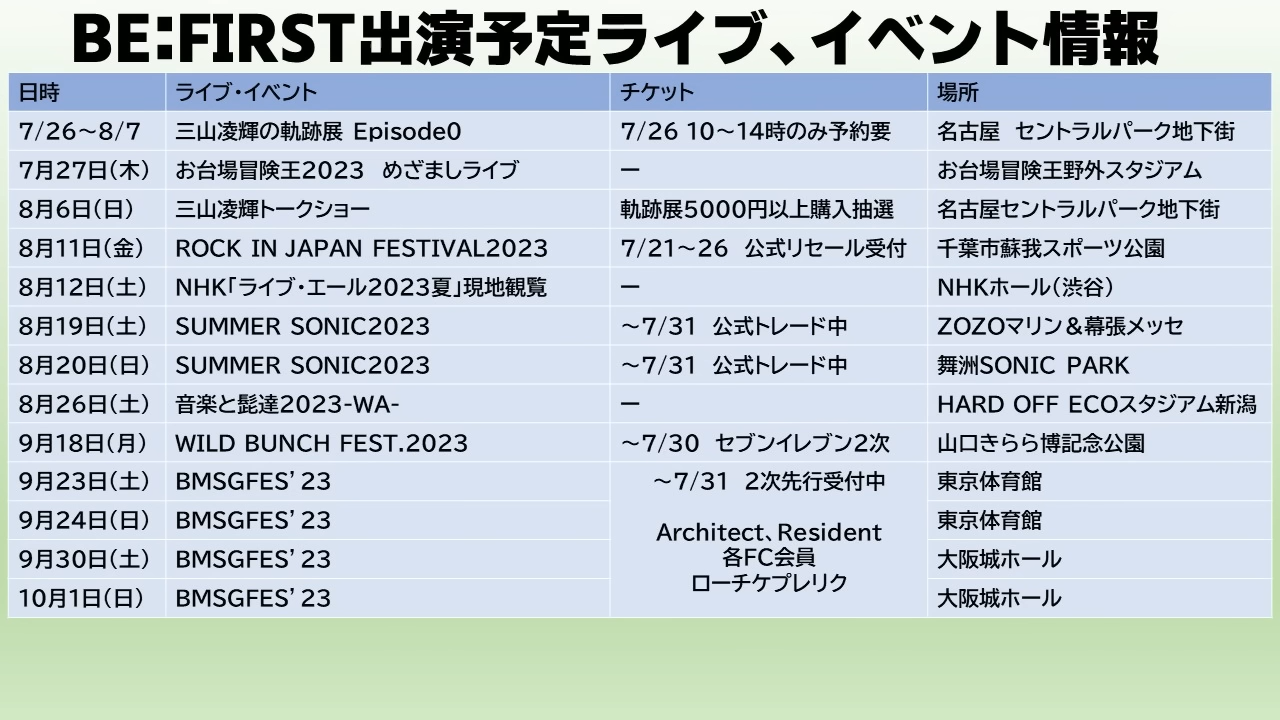 BE:FIRST出演予定ライブ、イベント情報
日時 ライブ・イベント チケット 場所
7/26～8/7 三山凌輝の軌跡展 Episode0 7/26 10～14時のみ予約要 名古屋　セントラルパーク地下街
7月27日(木) お台場冒険王2023　めざましライブ ー お台場冒険王野外スタジアム
8月6日(日) 三山凌輝トークショー 軌跡展5000円以上購入抽選 名古屋セントラルパーク地下街
8月11日(金) ROCK IN JAPAN FESTIVAL2023 7/21～26　公式リセール受付 千葉市蘇我スポーツ公園
8月12日(土) NHK「ライブ・エール2023夏」現地観覧 ー NHKホール(渋谷)
8月19日(土) SUMMER SONIC2023 ～7/31　公式トレード中 ZOZOマリン＆幕張メッセ
8月20日(日) SUMMER SONIC2023 ～7/31　公式トレード中 舞洲SONIC PARK
8月26日(土) 音楽と髭達2023-WA- ー HARD OFF ECOスタジアム新潟
9月18日(月) WILD BUNCH FEST.2023 ～7/30　セブンイレブン2次 山口きらら博記念公園
9月23日(土) BMSGFES’23 ～7/31　2次先行受付中 東京体育館
9月24日(日) BMSGFES’23 Architect、Resident 東京体育館
各FC会員
9月30日(土) BMSGFES’23 大阪城ホール
ローチケプレリク
10月1日(日) BMSGFES’23 大阪城ホール